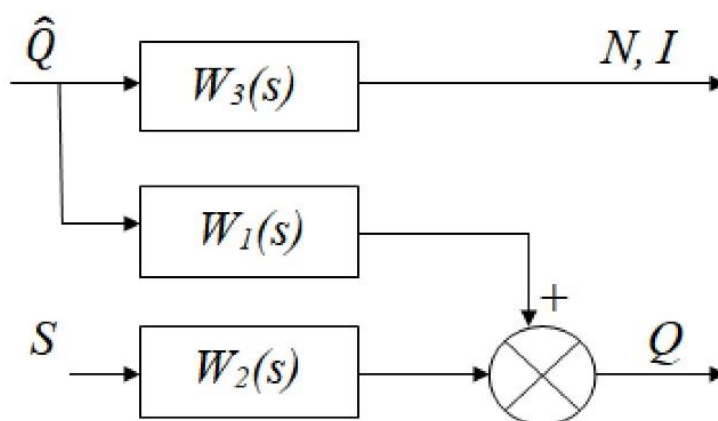 Q̂
W₃(s)
N, I
W₁(s)
+
S
W₂(s)
Q